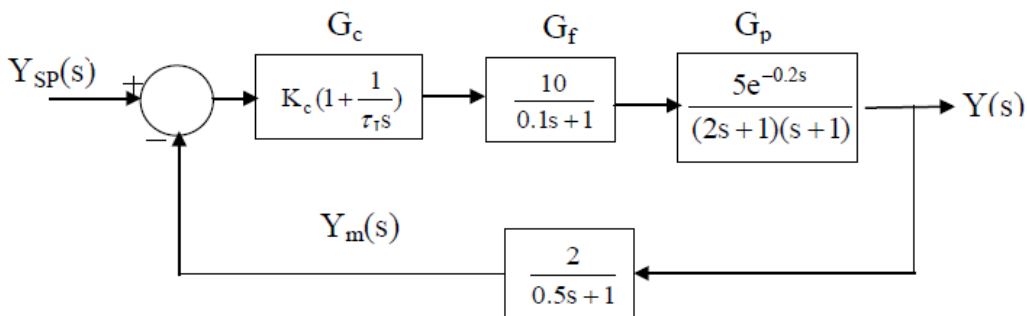 G_c
G_f
G_p
Y_SP(s)
+
−
K_c(1+1/(τ_I s))
10/(0.1s+1)
5e^(−0.2s)/((2s+1)(s+1))
Y(s)
Y_m(s)
2/(0.5s+1)